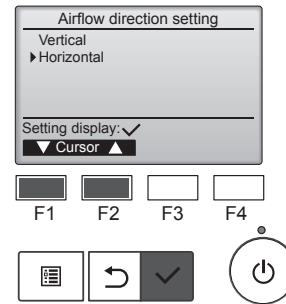 Airflow direction setting
Vertical
Horizontal
Setting display:
Cursor
F1 F2 F3 F4